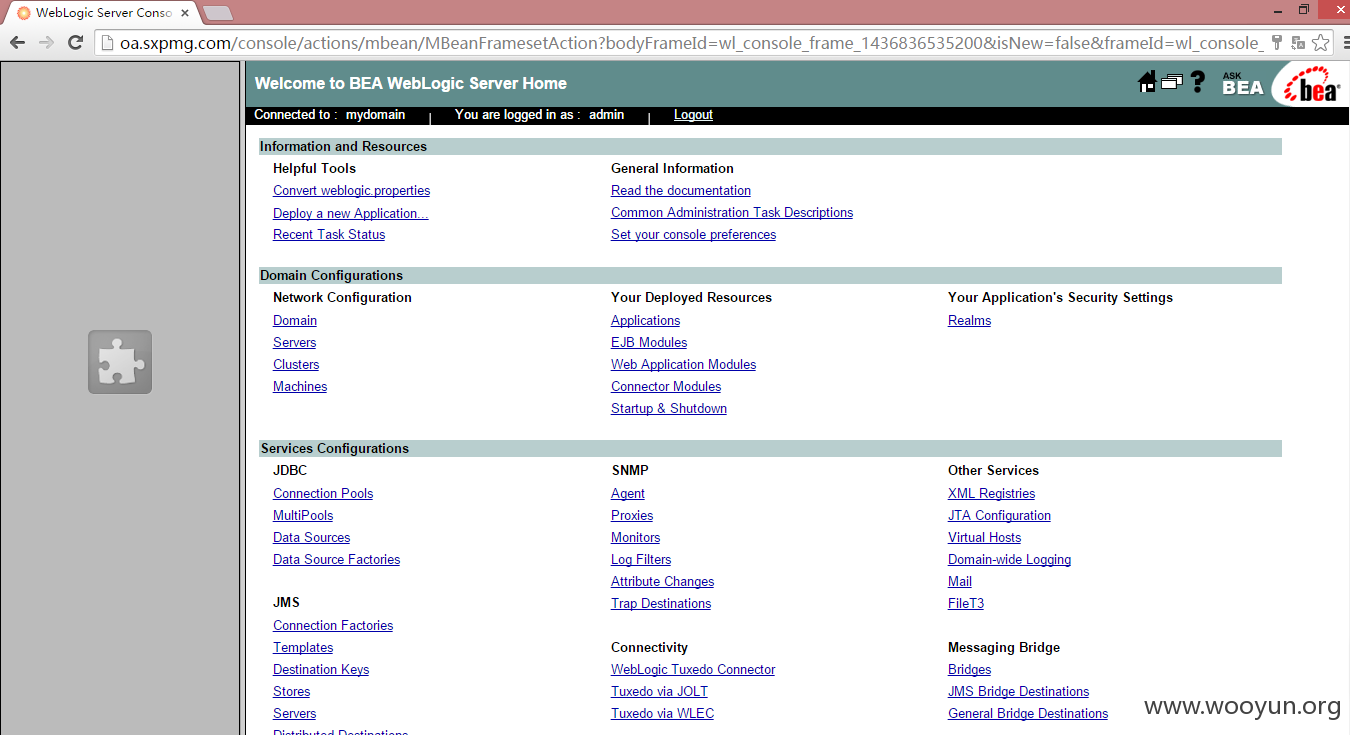 WebLogic Server Conso
oa.sxpmg.com/console/actions/mbean/MBeanFramesetAction?bodyFrameId=wl_console_frame_1436836535200&isNew=false&frameId=wl_console_
Welcome to BEA WebLogic Server Home
ASK BEA
bea
Connected to : mydomain | You are logged in as : admin | Logout
Information and Resources
Helpful Tools
Convert weblogic.properties
Deploy a new Application...
Recent Task Status
General Information
Read the documentation
Common Administration Task Descriptions
Set your console preferences
Domain Configurations
Network Configuration
Domain
Servers
Clusters
Machines
Your Deployed Resources
Applications
EJB Modules
Web Application Modules
Connector Modules
Startup & Shutdown
Your Application's Security Settings
Realms
Services Configurations
JDBC
Connection Pools
MultiPools
Data Sources
Data Source Factories
JMS
Connection Factories
Templates
Destination Keys
Stores
Servers
Distributed Destinations
SNMP
Agent
Proxies
Monitors
Log Filters
Attribute Changes
Trap Destinations
Connectivity
WebLogic Tuxedo Connector
Tuxedo via JOLT
Tuxedo via WLEC
Other Services
XML Registries
JTA Configuration
Virtual Hosts
Domain-wide Logging
Mail
FileT3
Messaging Bridge
Bridges
JMS Bridge Destinations
General Bridge Destinations
www.wooyun.org